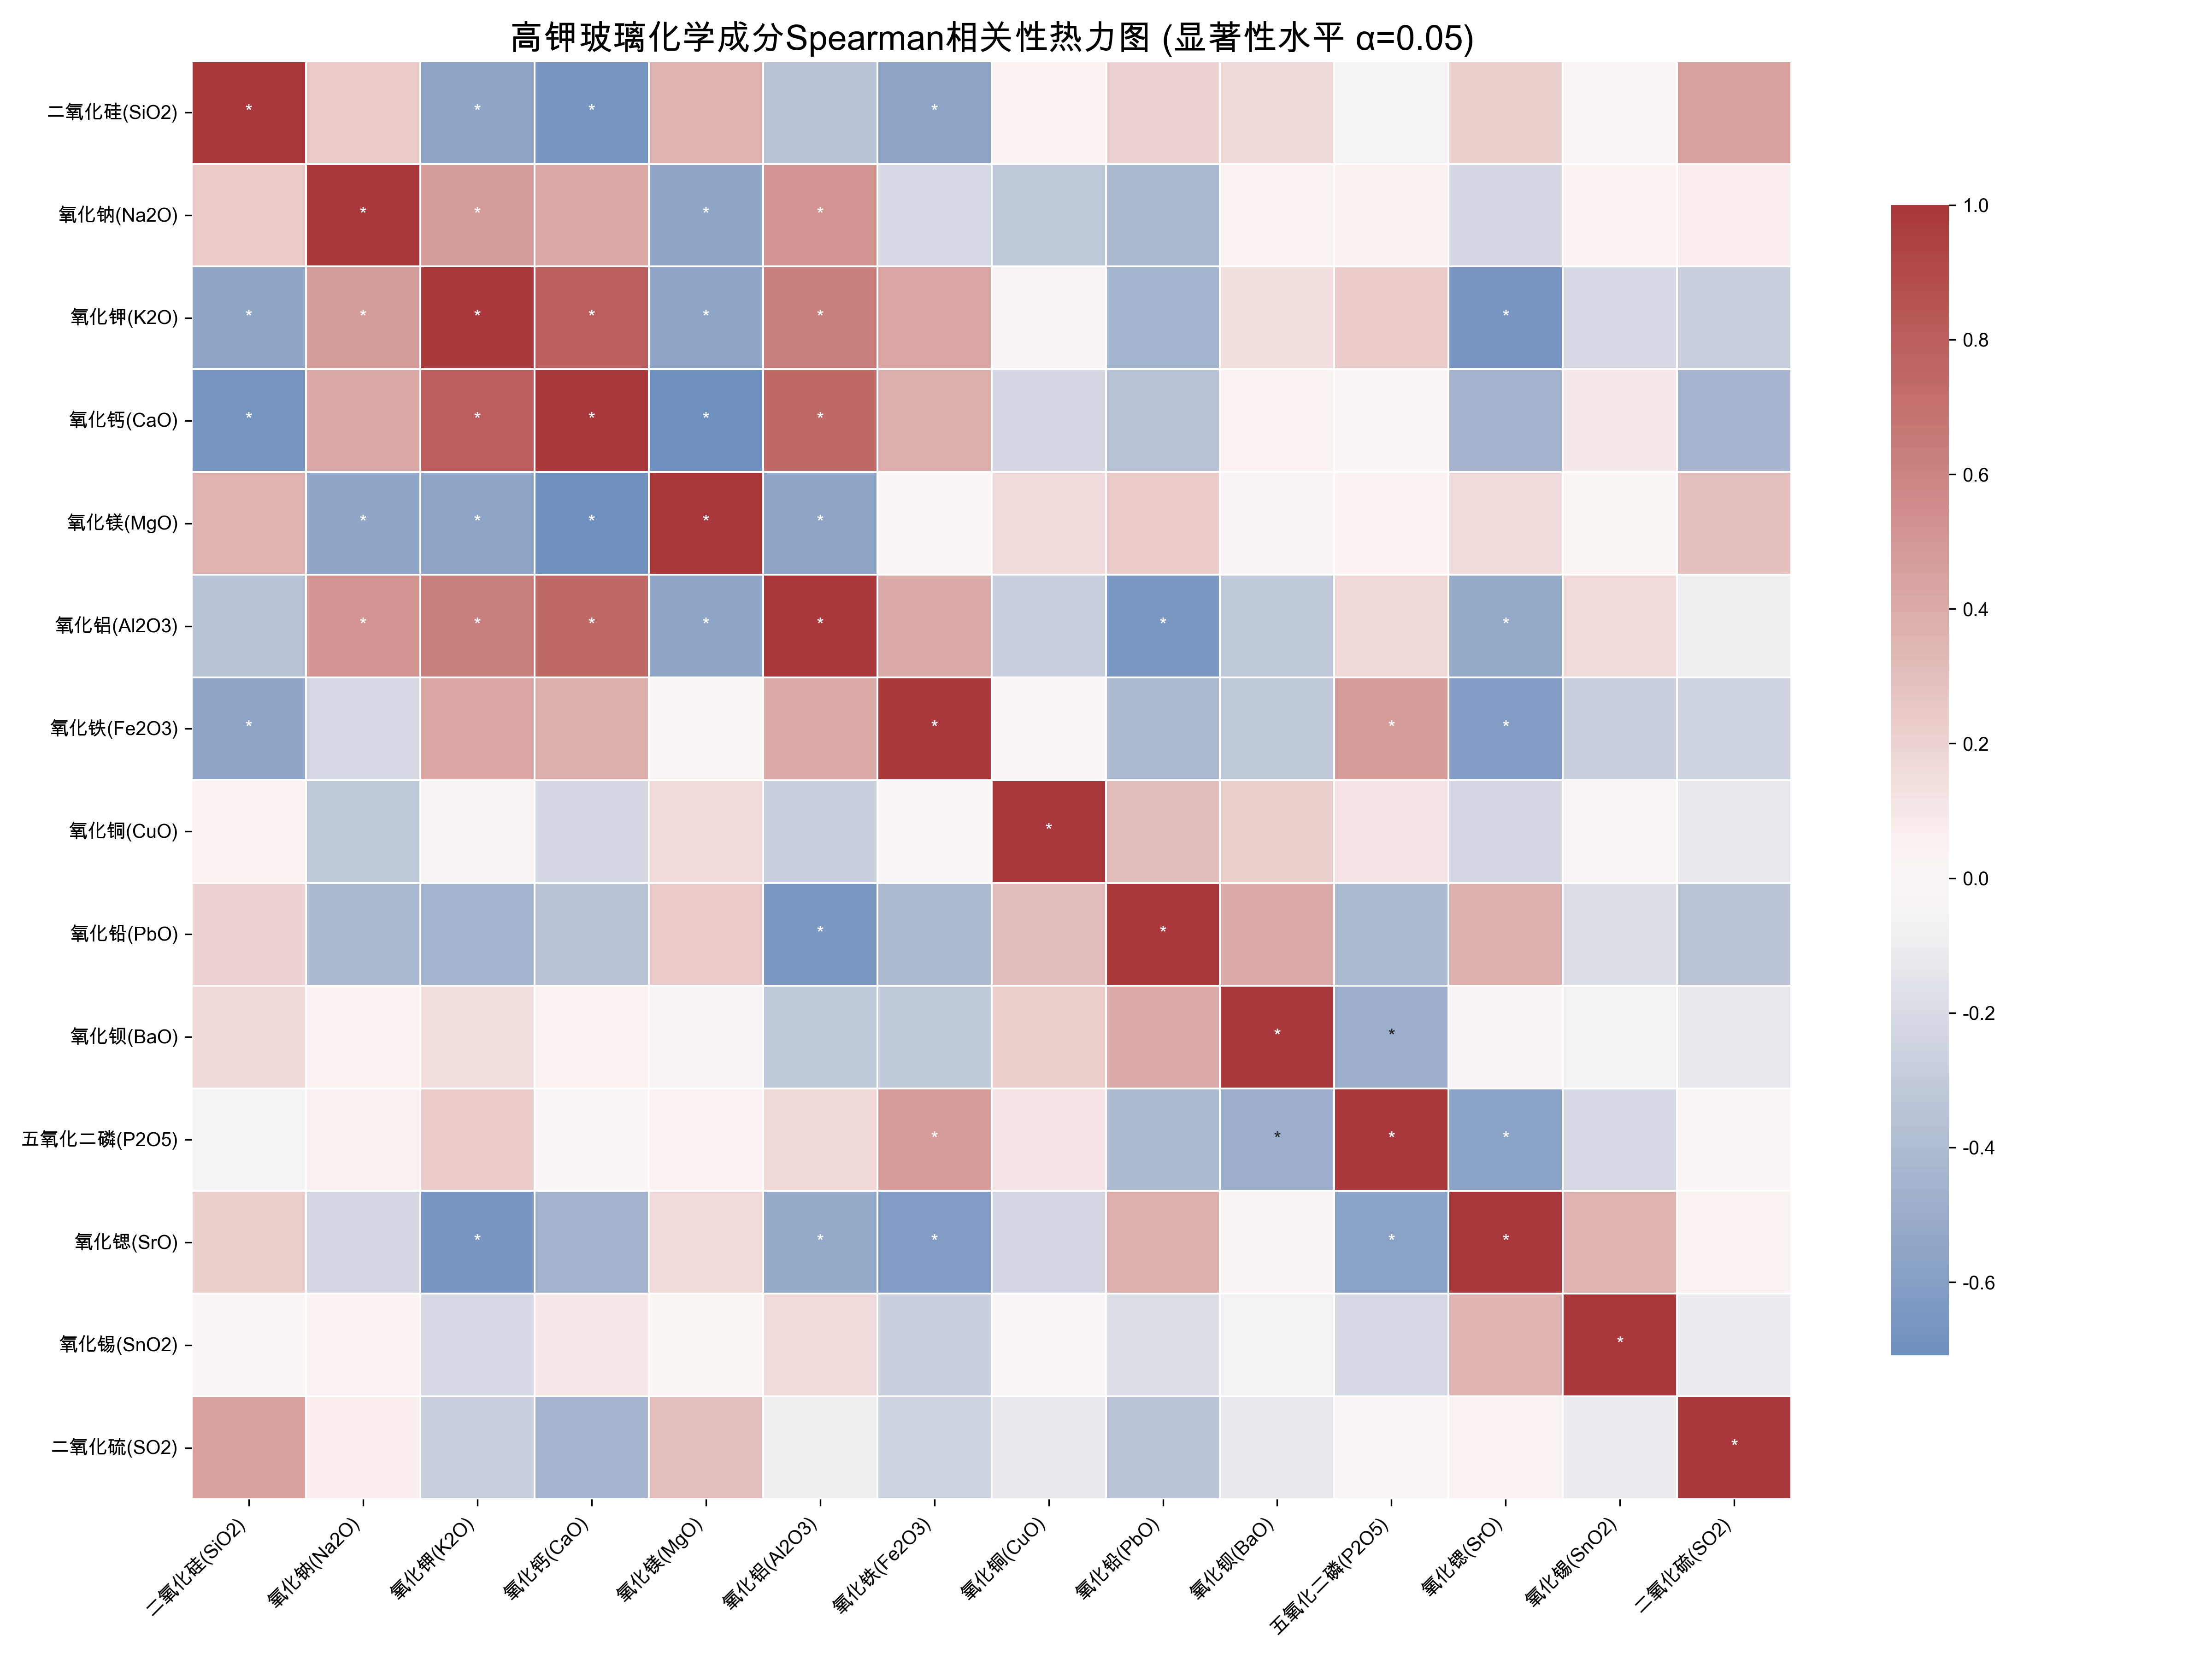 高钾玻璃化学成分Spearman相关性热力图 (显著性水平 α=0.05)
二氧化硅(SiO2) * * * *
氧化钠(Na2O) * * * *
氧化钾(K2O) * * * * * * *
氧化钙(CaO) * * * * *
氧化镁(MgO) * * * * *
氧化铝(Al2O3) * * * * * * *
氧化铁(Fe2O3) * * * *
氧化铜(CuO) *
氧化铅(PbO) * *
氧化钡(BaO) * *
五氧化二磷(P2O5) * * * *
氧化锶(SrO) * * * * *
氧化锡(SnO2) *
二氧化硫(SO2) *
二氧化硅(SiO2)
氧化钠(Na2O)
氧化钾(K2O)
氧化钙(CaO)
氧化镁(MgO)
氧化铝(Al2O3)
氧化铁(Fe2O3)
氧化铜(CuO)
氧化铅(PbO)
氧化钡(BaO)
五氧化二磷(P2O5)
氧化锶(SrO)
氧化锡(SnO2)
二氧化硫(SO2)
1.0
0.8
0.6
0.4
0.2
0.0
-0.2
-0.4
-0.6